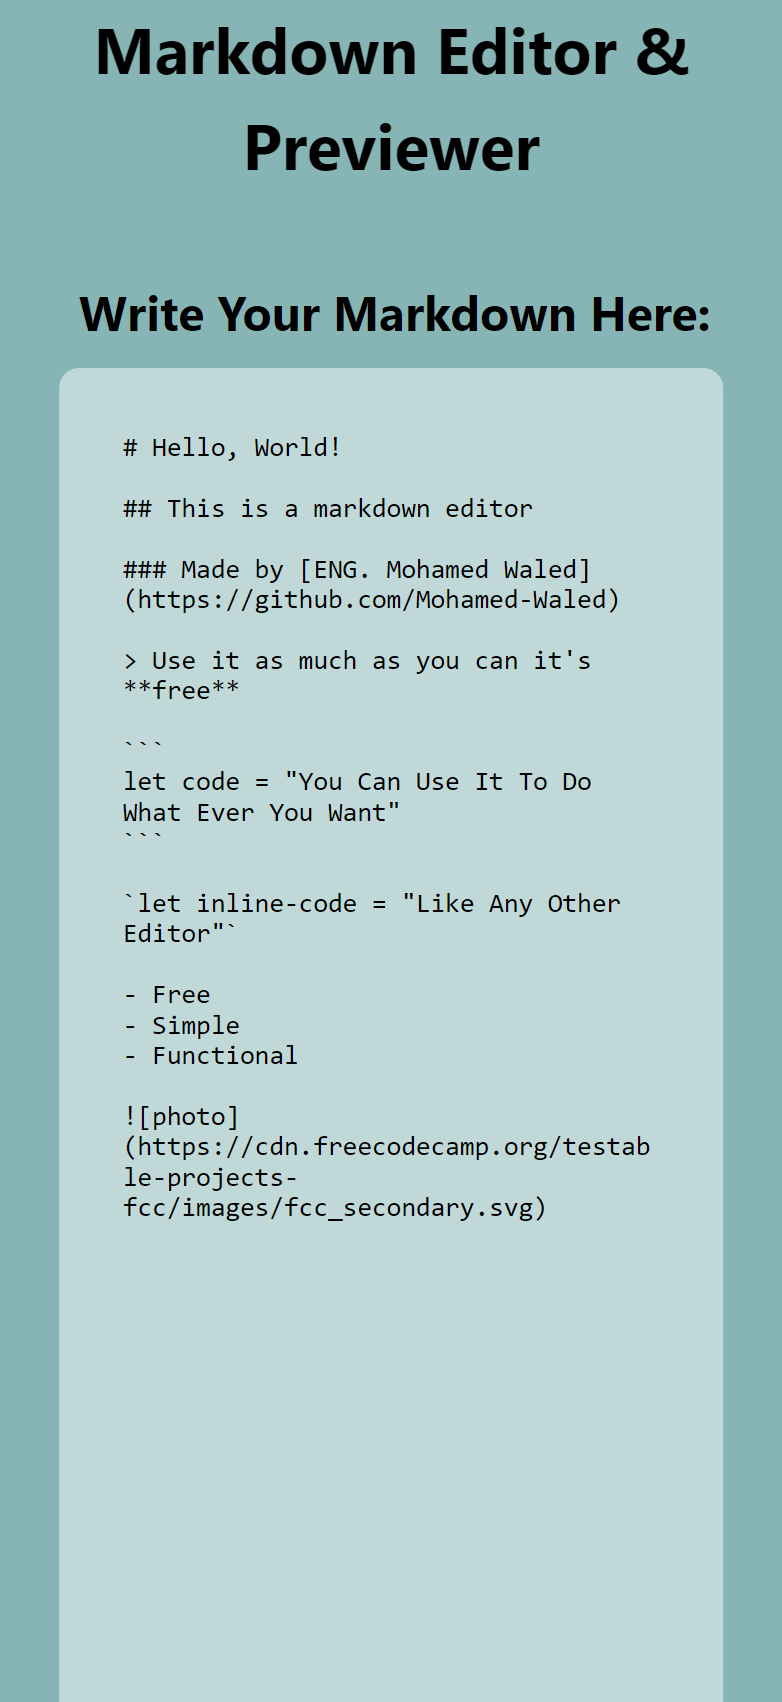 Markdown Editor &
Previewer
Write Your Markdown Here:
# Hello, World!
## This is a markdown editor
### Made by [ENG. Mohamed Waled]
(https://github.com/Mohamed-Waled)
> Use it as much as you can it's
**free**
```
let code = "You Can Use It To Do
What Ever You Want"
```
`let inline-code = "Like Any Other
Editor"`
- Free
- Simple
- Functional
![photo]
(https://cdn.freecodecamp.org/testab
le-projects-
fcc/images/fcc_secondary.svg)